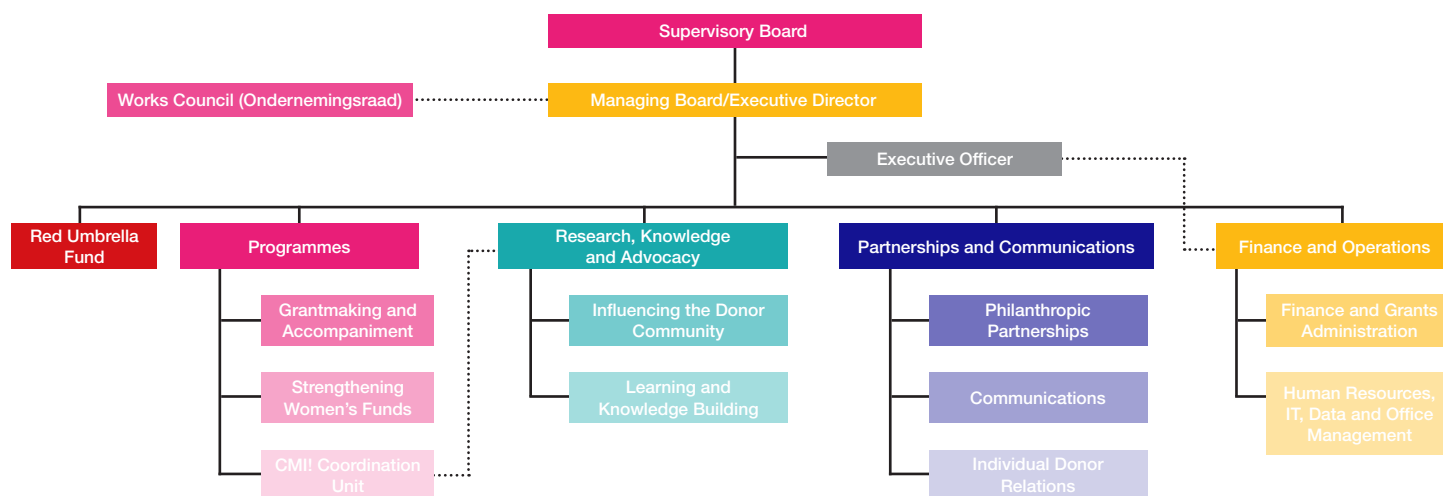 Supervisory Board
Works Council (Ondernemingsraad)
Managing Board/Executive Director
Executive Officer
Red Umbrella
Fund
Programmes
Research, Knowledge
and Advocacy
Partnerships and Communications
Finance and Operations
Grantmaking and
Accompaniment
Influencing the Donor
Community
Philanthropic
Partnerships
Finance and Grants
Administration
Strengthening
Women's Funds
Learning and
Knowledge Building
Communications
Human Resources,
IT, Data and Office
Management
CMI! Coordination
Unit
Individual Donor
Relations